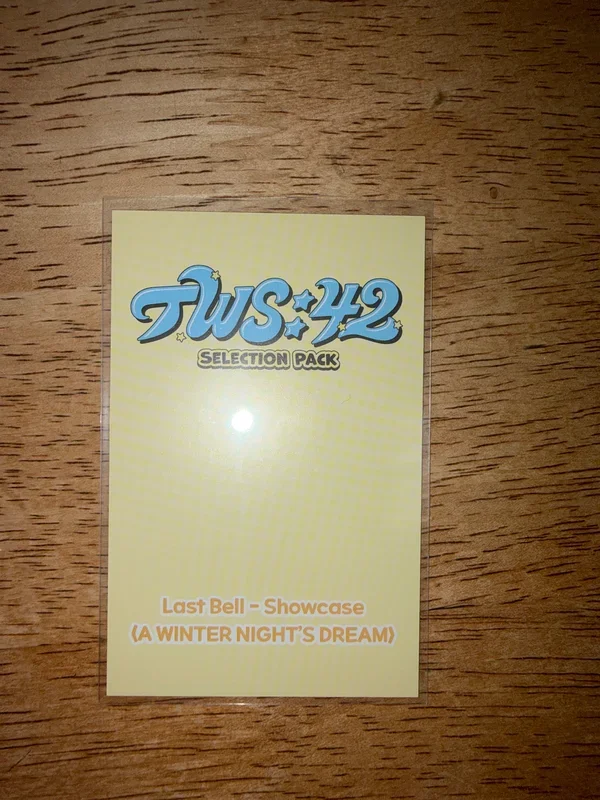 TWS:42
SELECTION PACK
Last Bell - Showcase
⟨A WINTER NIGHT'S DREAM⟩